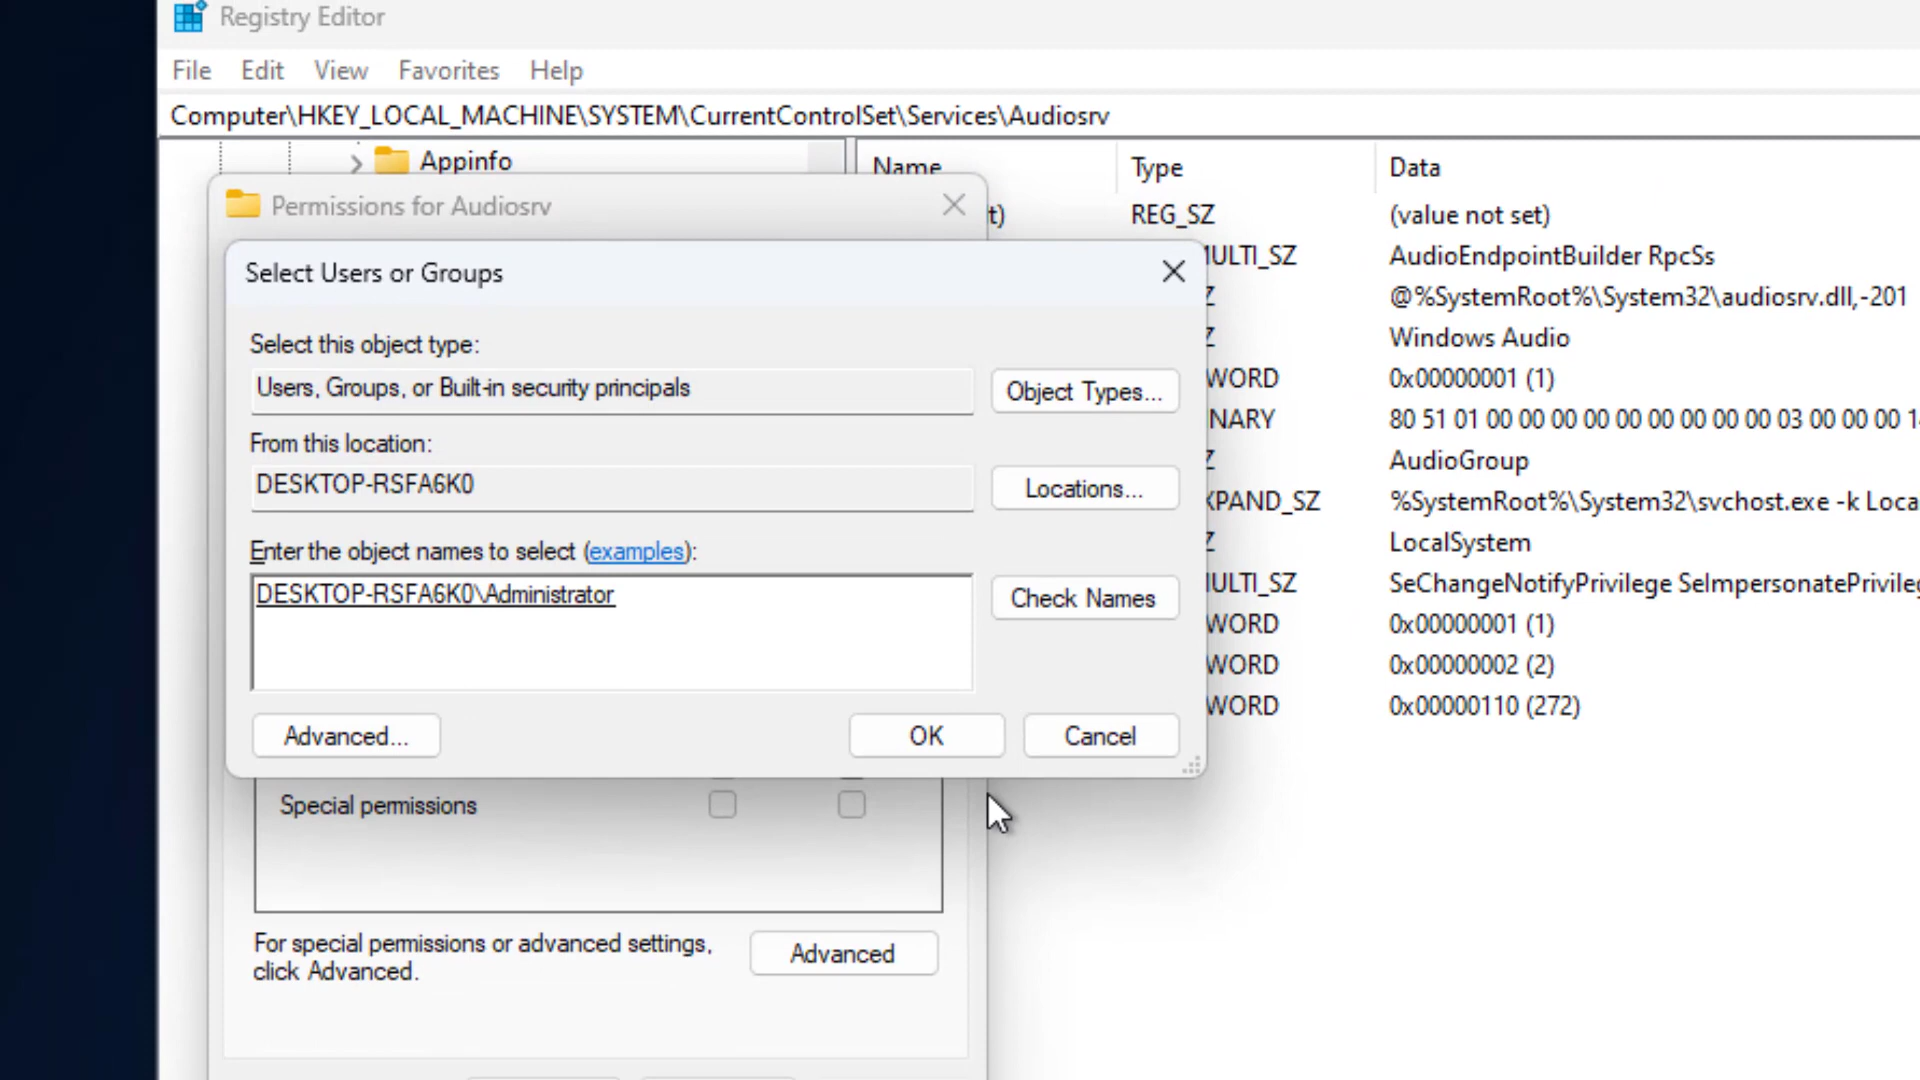 Registry Editor
File Edit View Favorites Help
Computer\HKEY_LOCAL_MACHINE\SYSTEM\CurrentControlSet\Services\Audiosrv
Appinfo
Name Type Data
Permissions for Audiosrv
t) REG_SZ (value not set)
Select Users or Groups
ULTI_SZ AudioEndpointBuilder RpcSs
Z @%SystemRoot%\System32\audiosrv.dll,-201
Select this object type:
Z Windows Audio
Users, Groups, or Built-in security principals
Object Types...
WORD 0x00000001 (1)
NARY 80 51 01 00 00 00 00 00 00 00 00 00 03 00 00 00 1
From this location:
Z AudioGroup
DESKTOP-RSFA6K0
Locations...
XPAND_SZ %SystemRoot%\System32\svchost.exe -k Loca
Enter the object names to select (examples):
Z LocalSystem
DESKTOP-RSFA6K0\Administrator
Check Names
ULTI_SZ SeChangeNotifyPrivilege SeImpersonatePrivileg
WORD 0x00000001 (1)
WORD 0x00000002 (2)
WORD 0x00000110 (272)
Advanced... OK Cancel
Special permissions
For special permissions or advanced settings,
click Advanced.
Advanced